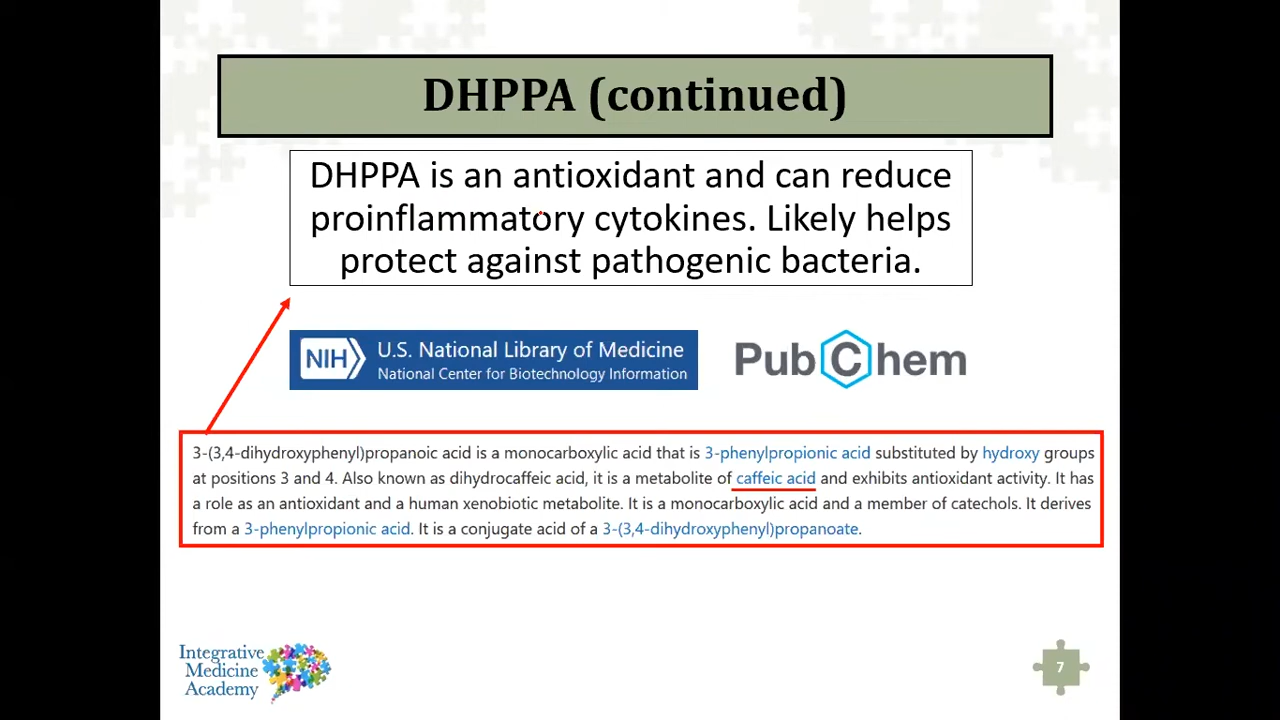 DHPPA (continued)
DHPPA is an antioxidant and can reduce
proinflammatory cytokines. Likely helps
protect against pathogenic bacteria.
NIH
U.S. National Library of Medicine
National Center for Biotechnology Information
PubChem
3-(3,4-dihydroxyphenyl)propanoic acid is a monocarboxylic acid that is 3-phenylpropionic acid substituted by hydroxy groups
at positions 3 and 4. Also known as dihydrocaffeic acid, it is a metabolite of caffeic acid and exhibits antioxidant activity. It has
a role as an antioxidant and a human xenobiotic metabolite. It is a monocarboxylic acid and a member of catechols. It derives
from a 3-phenylpropionic acid. It is a conjugate acid of a 3-(3,4-dihydroxyphenyl)propanoate.
Integrative
Medicine
Academy
7